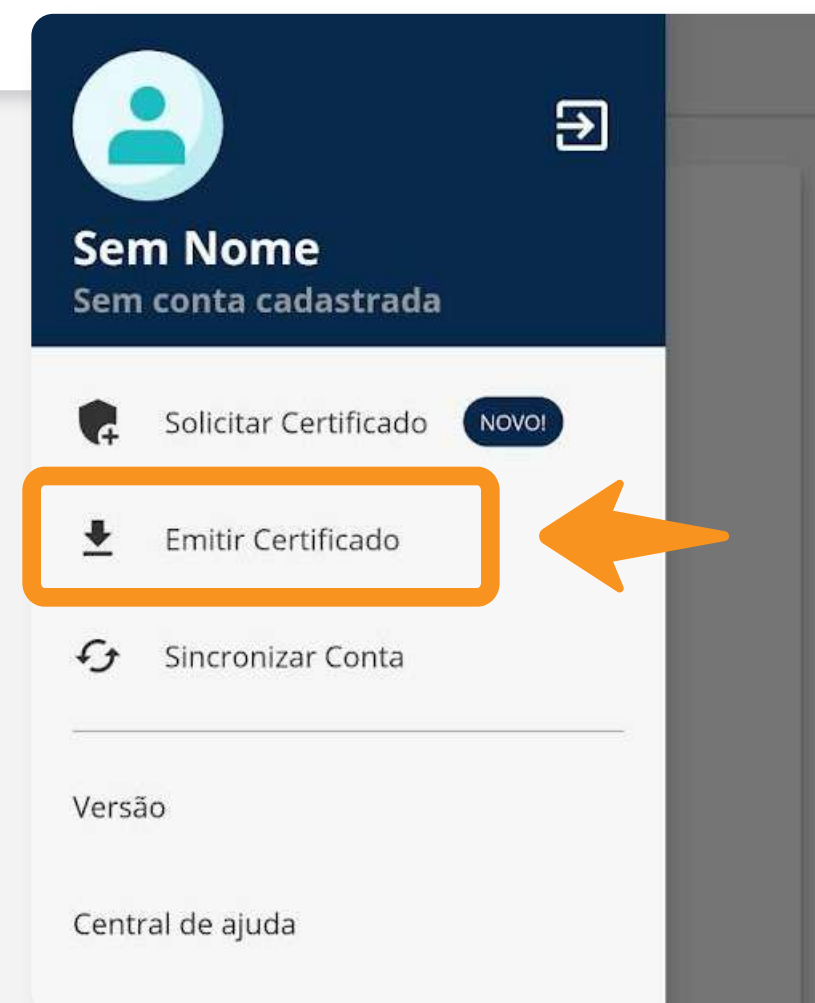 Sem Nome
Sem conta cadastrada
Solicitar Certificado NOVO!
Emitir Certificado
Sincronizar Conta
Versão
Central de ajuda